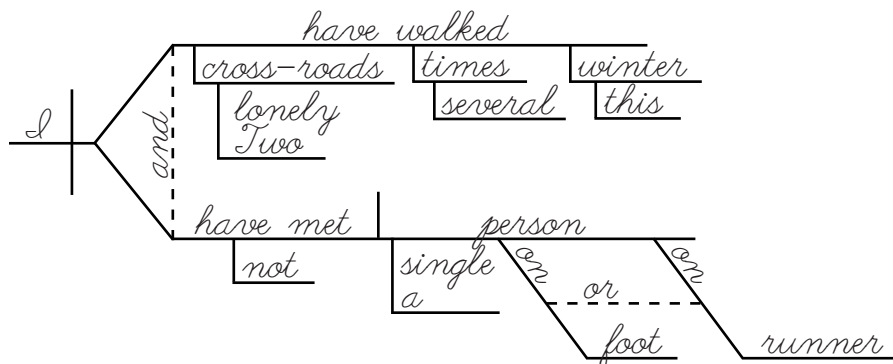 have walked
cross-roads times winter
lonely several this
Two
I
and
have met person
not single on on
a
or
foot runner